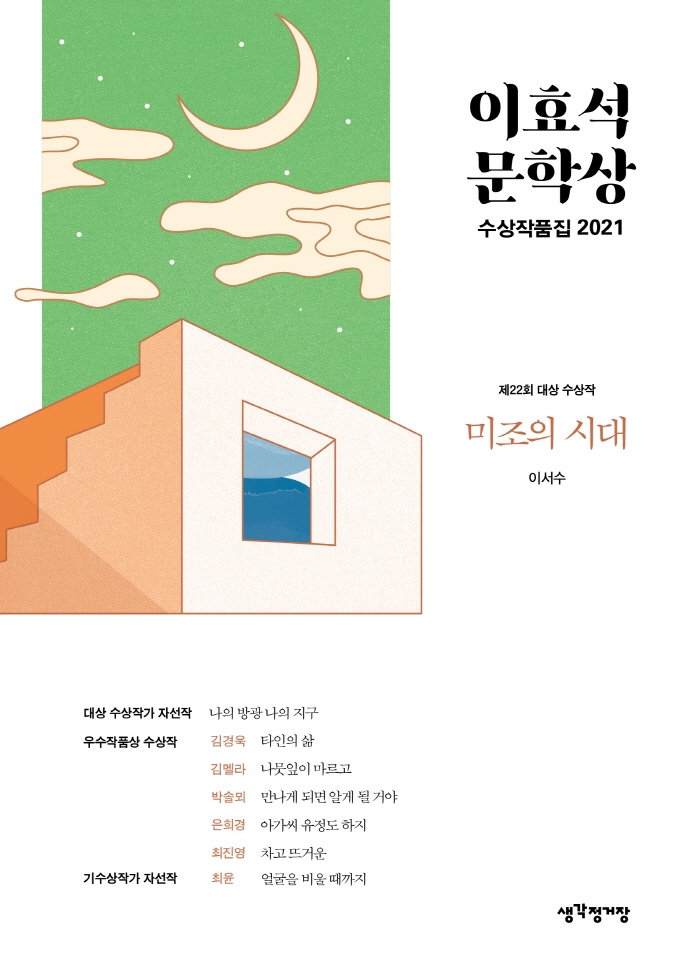 이효석
문학상
수상작품집 2021
제22회 대상 수상작
미조의 시대
이서수
대상 수상작가 자선작 나의 방광 나의 지구
우수작품상 수상작 김경욱 타인의 삶
김멜라 나뭇잎이 마르고
박솔뫼 만나게 되면 알게 될 거야
은희경 아가씨 유정도 하지
최진영 차고 뜨거운
기수상작가 자선작 최윤 얼굴을 비울 때까지
생각정거장